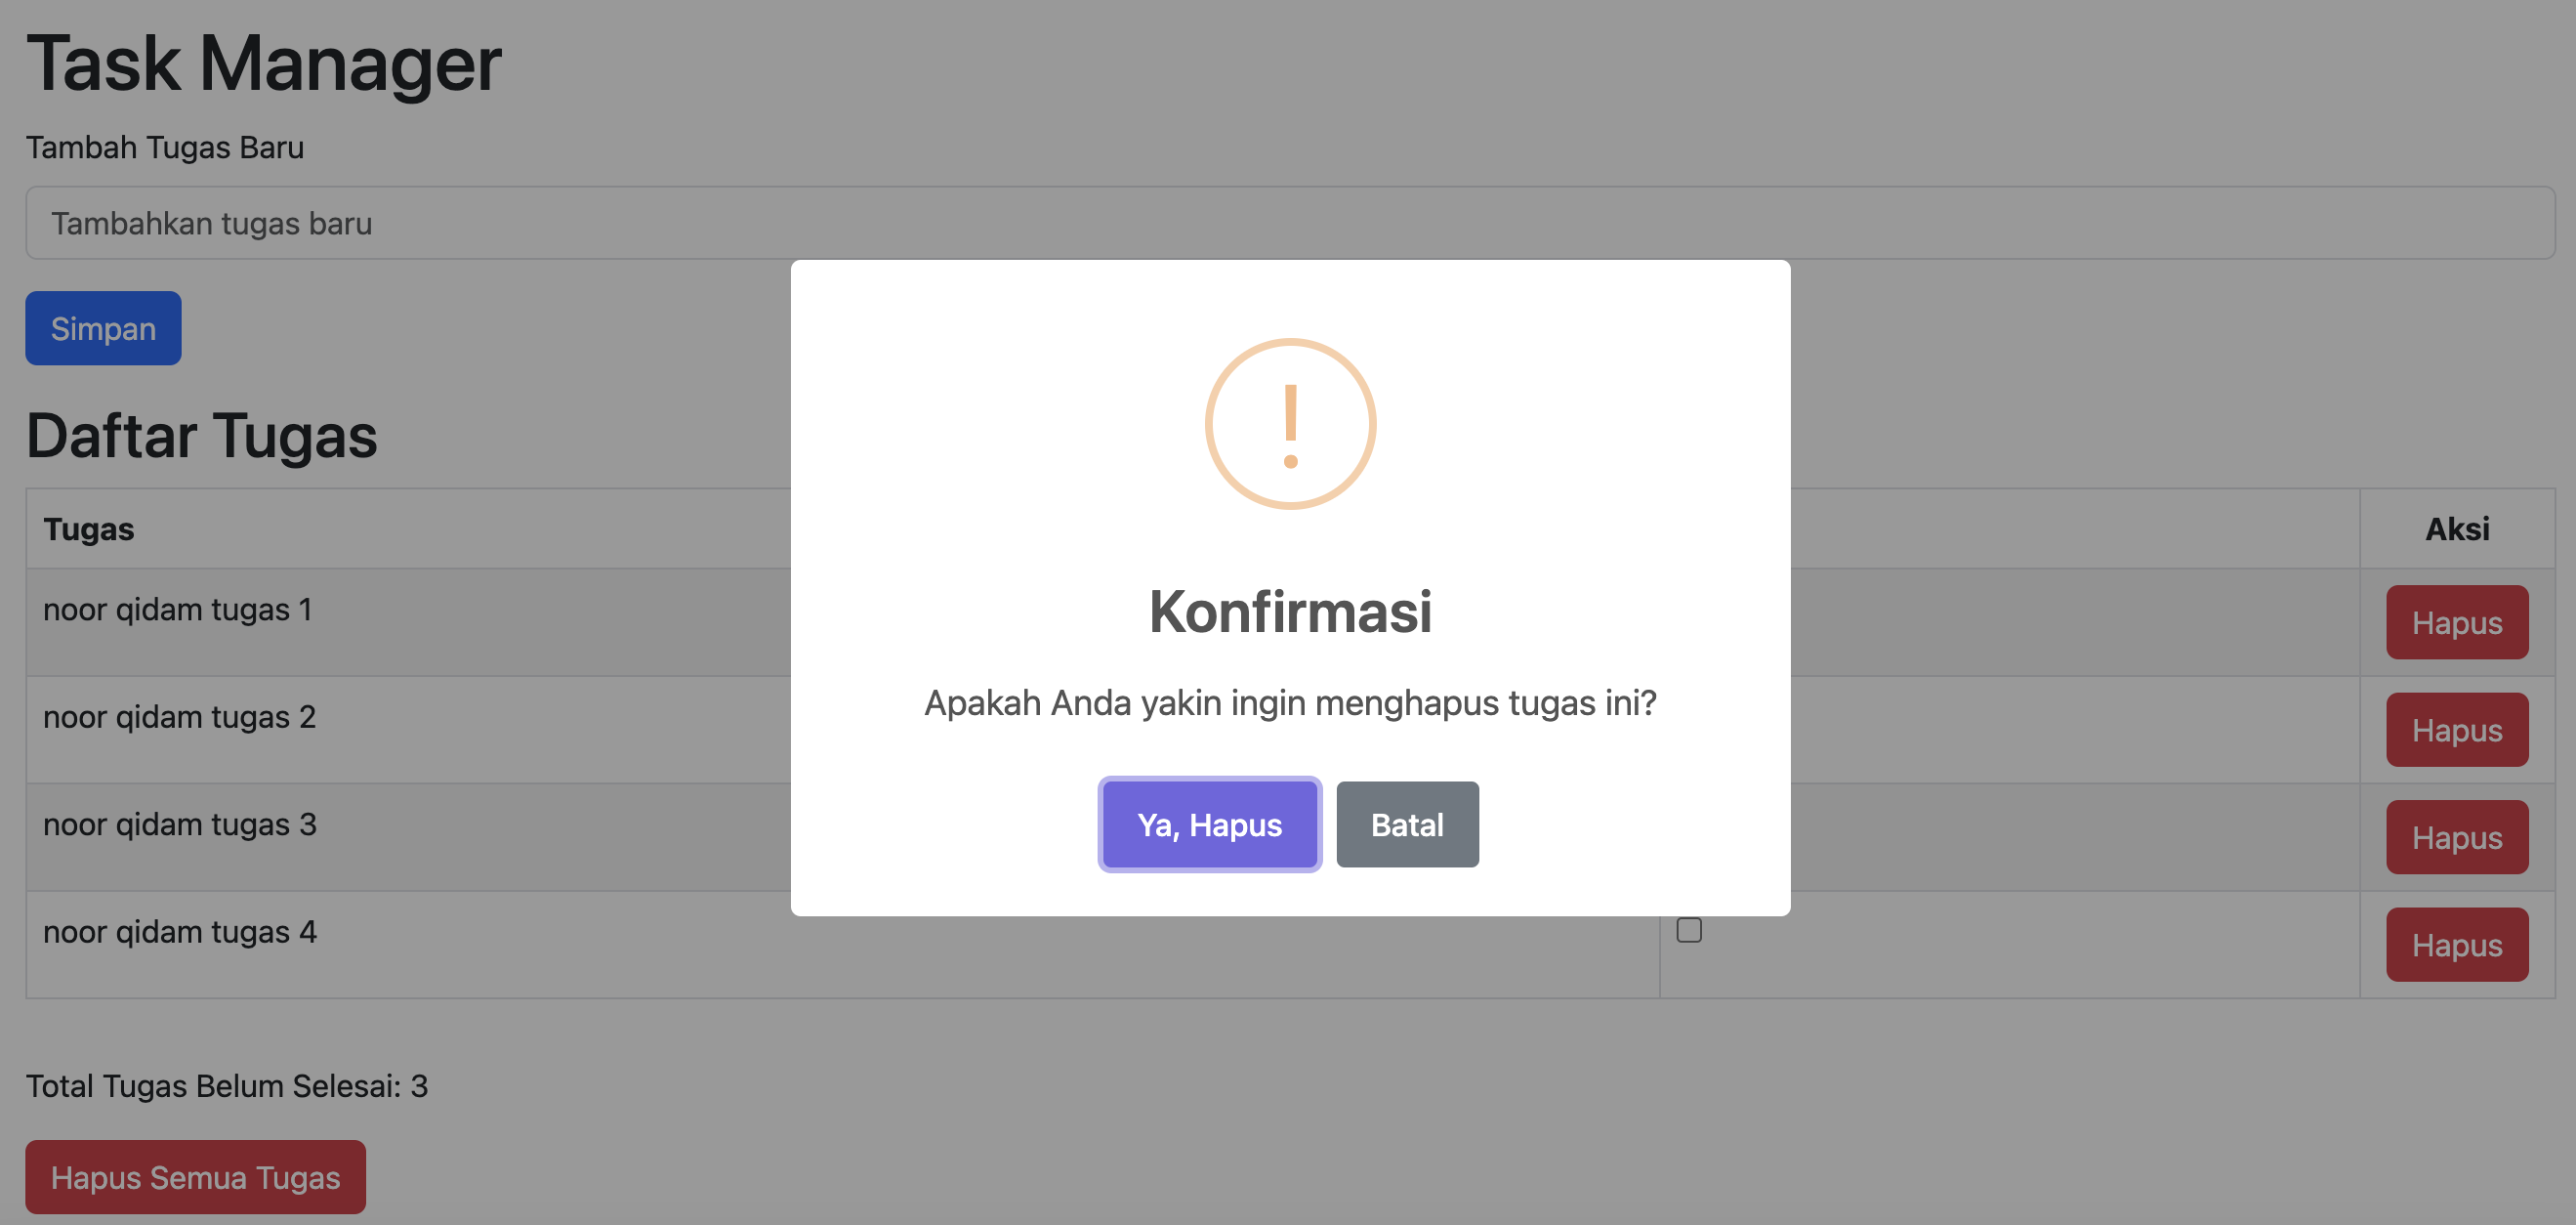 Task Manager
Tambah Tugas Baru
Tambahkan tugas baru
Simpan
Daftar Tugas
Tugas Aksi
noor qidam tugas 1 Hapus
noor qidam tugas 2 Hapus
noor qidam tugas 3 Hapus
noor qidam tugas 4 Hapus
Total Tugas Belum Selesai: 3
Hapus Semua Tugas
!
Konfirmasi
Apakah Anda yakin ingin menghapus tugas ini?
Ya, Hapus Batal